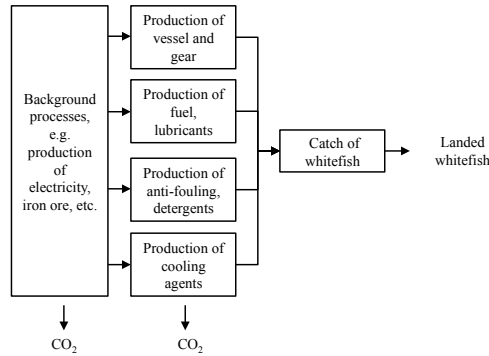 Background
processes,
e.g.
production
of
electricity,
iron ore, etc.
Production of
vessel and
gear
Production of
fuel,
lubricants
Production of
anti-fouling,
detergents
Production of
cooling
agents
Catch of
whitefish
Landed
whitefish
CO₂
CO₂